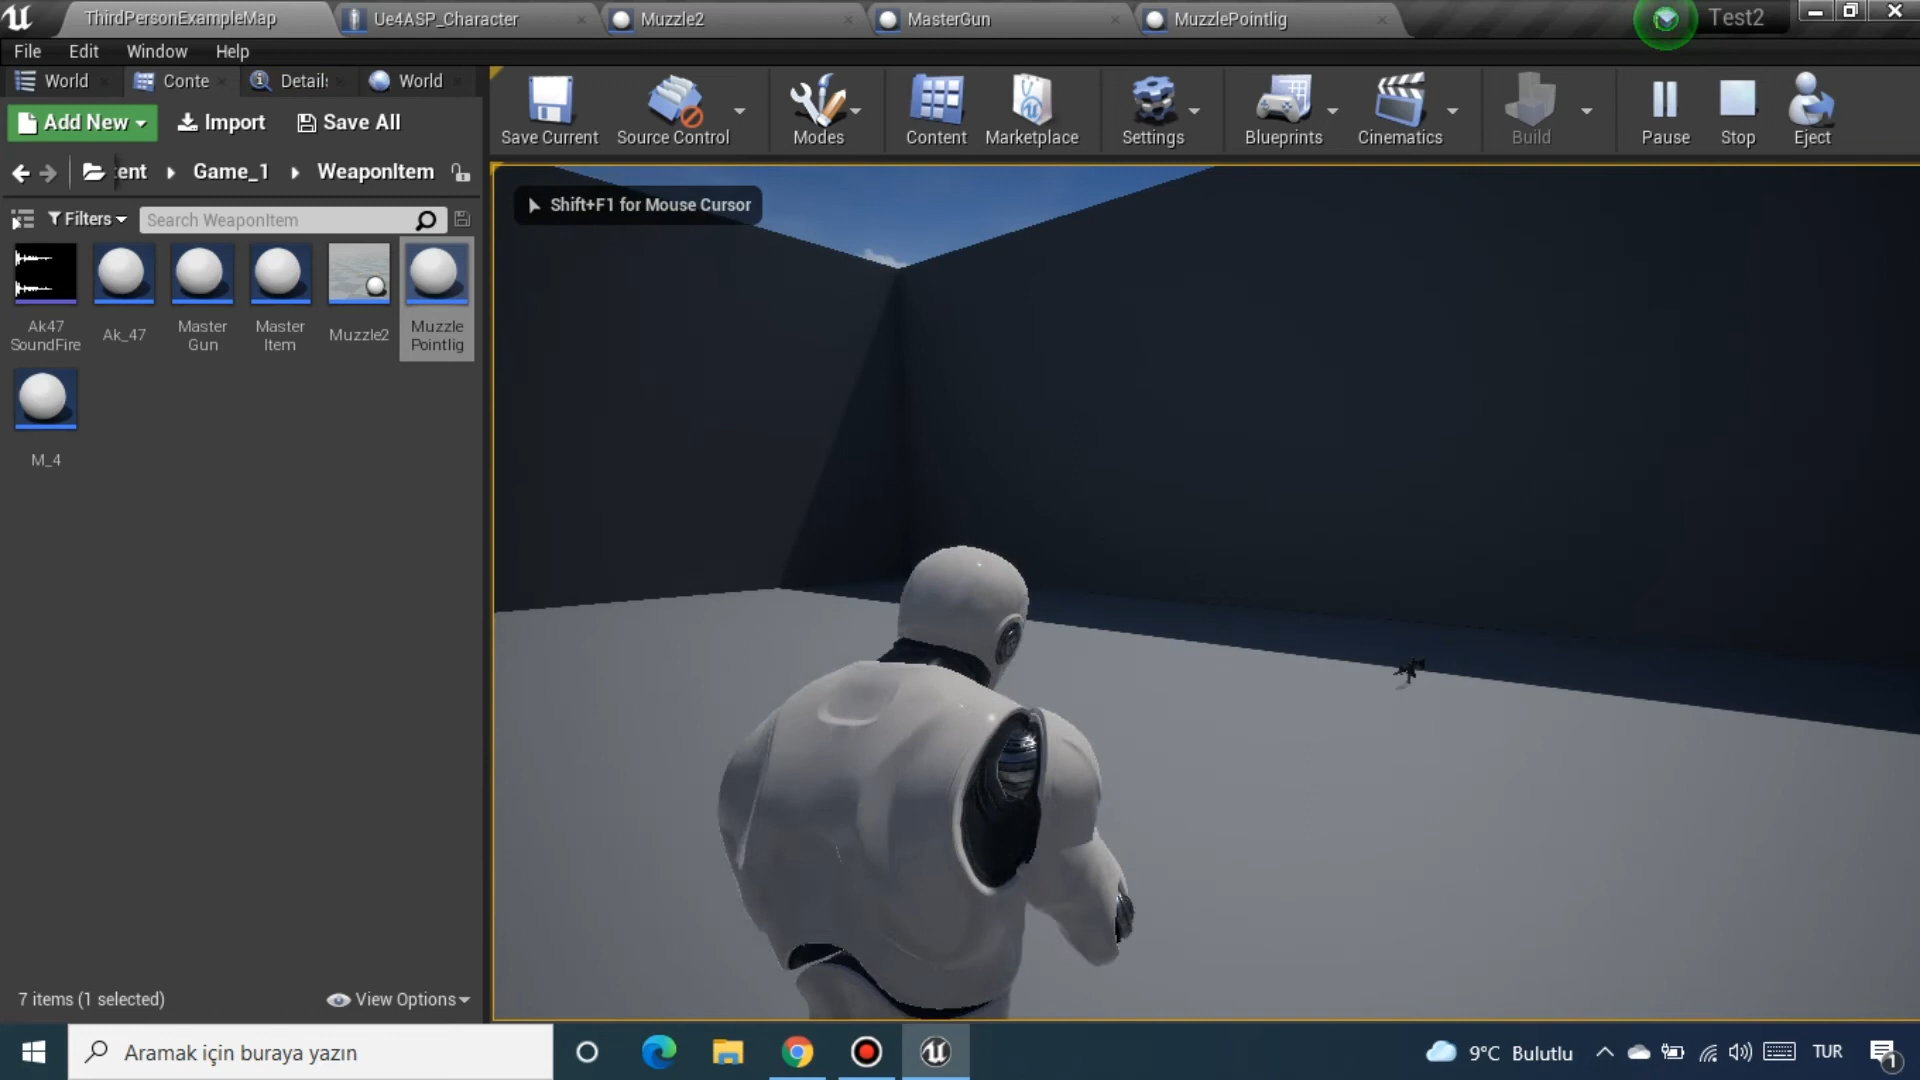 ThirdPersonExampleMap
Ue4ASP_Character
Muzzle2
MasterGun
MuzzlePointlig
Test2
File Edit Window Help
World
Conte
Details
World
Add New
Import
Save All
Save Current
Source Control
Modes
Content
Marketplace
Settings
Blueprints
Cinematics
Build
Pause
Stop
Eject
ent
Game_1
WeaponItem
Filters
Search WeaponItem
Shift+F1 for Mouse Cursor
Ak47
SoundFire
Ak_47
Master
Gun
Master
Item
Muzzle2
Muzzle
Pointlig
M_4
7 items (1 selected)
View Options
Aramak için buraya yazın
9°C Bulutlu
TUR
1